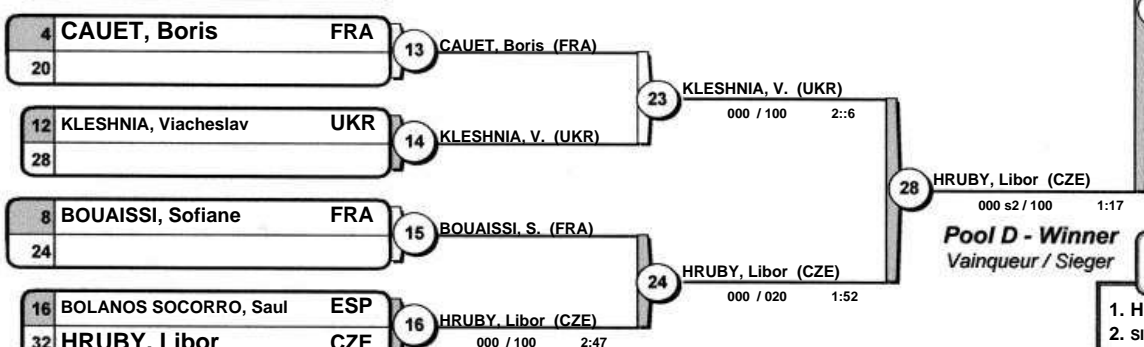 4 CAUET, Boris FRA
20
13 CAUET, Boris (FRA)
23 KLESHNIA, V. (UKR)
000 / 100 2::6
12 KLESHNIA, Viacheslav UKR
28
14 KLESHNIA, V. (UKR)
28 HRUBY, Libor (CZE)
000 s2 / 100 1:17
Pool D - Winner
Vainqueur / Sieger
8 BOUAISSI, Sofiane FRA
24
15 BOUAISSI, S. (FRA)
24 HRUBY, Libor (CZE)
000 / 020 1:52
16 BOLANOS SOCORRO, Saul ESP
32 HRUBY, Libor CZE
16 HRUBY, Libor (CZE)
000 / 100 2:47
1. H
2. SI